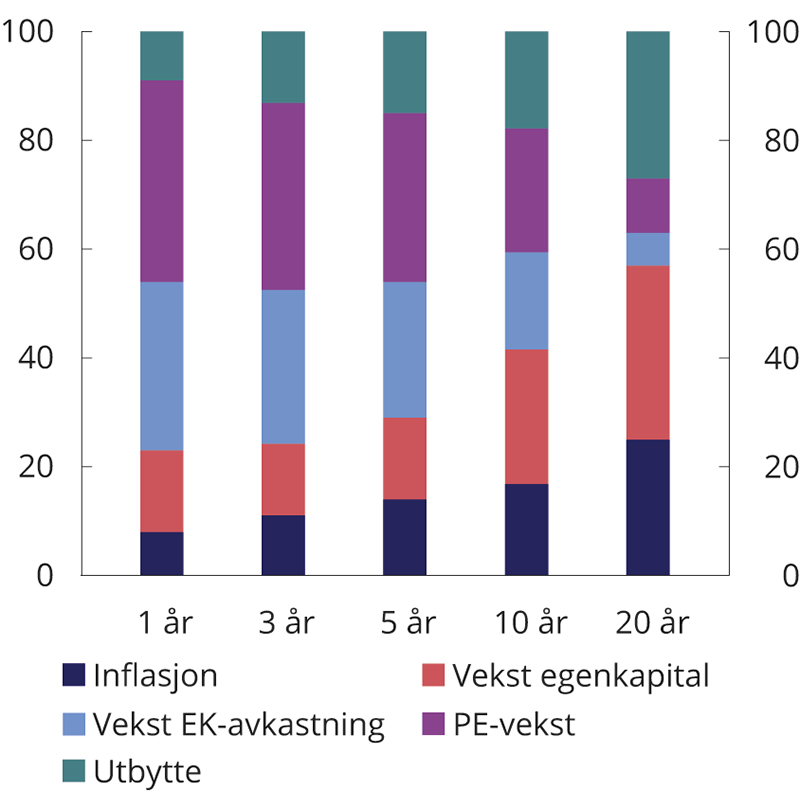 100 100
80 80
60 60
40 40
20 20
0 0
1 år 3 år 5 år 10 år 20 år
Inflasjon Vekst egenkapital
Vekst EK-avkastning PE-vekst
Utbytte